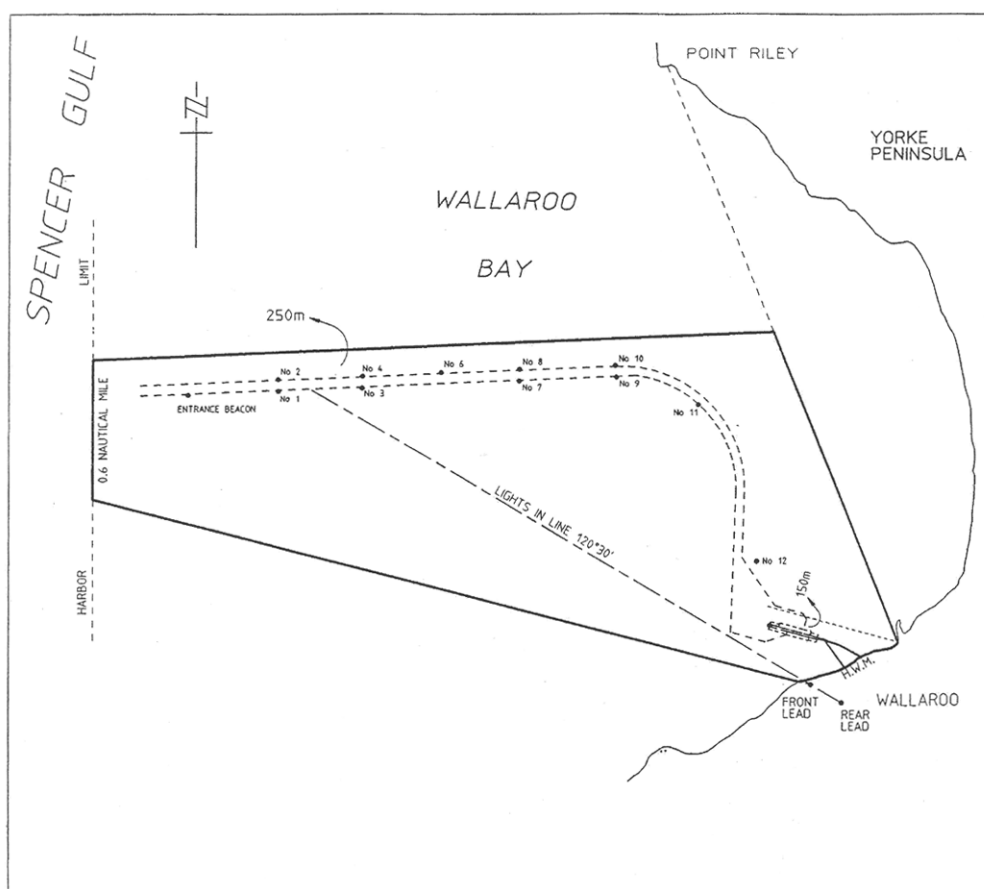 SPENCER GULF
POINT RILEY
YORKE
PENINSULA
N
WALLAROO
BAY
LIMIT
250m
No 2
No 4
No 6
No 8
No 10
ENTRANCE BEACON
No 1
No 3
No 7
No 9
No 11
0.6 NAUTICAL MILE
LIGHTS IN LINE 120°30'
No 12
150m
HARBOR
H.W.M.
FRONT
LEAD
REAR
LEAD
WALLAROO